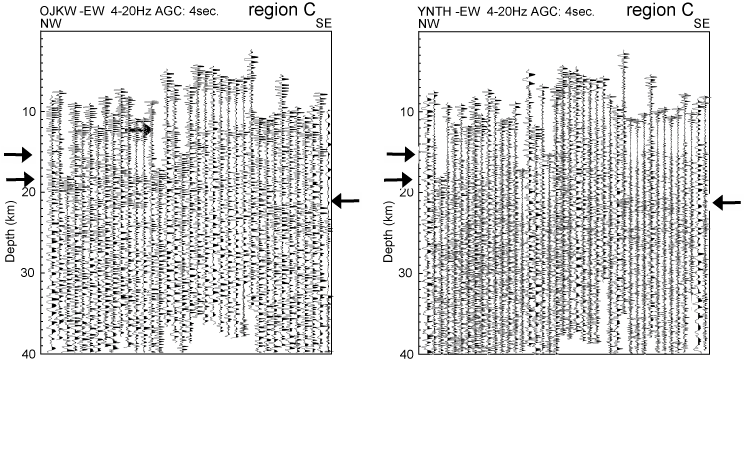 OJKW -EW 4-20Hz AGC: 4sec. region C
NW SE
10
20
30
40
Depth (km)
YNTH -EW 4-20Hz AGC: 4sec. region C
NW SE
10
20
30
40
Depth (km)